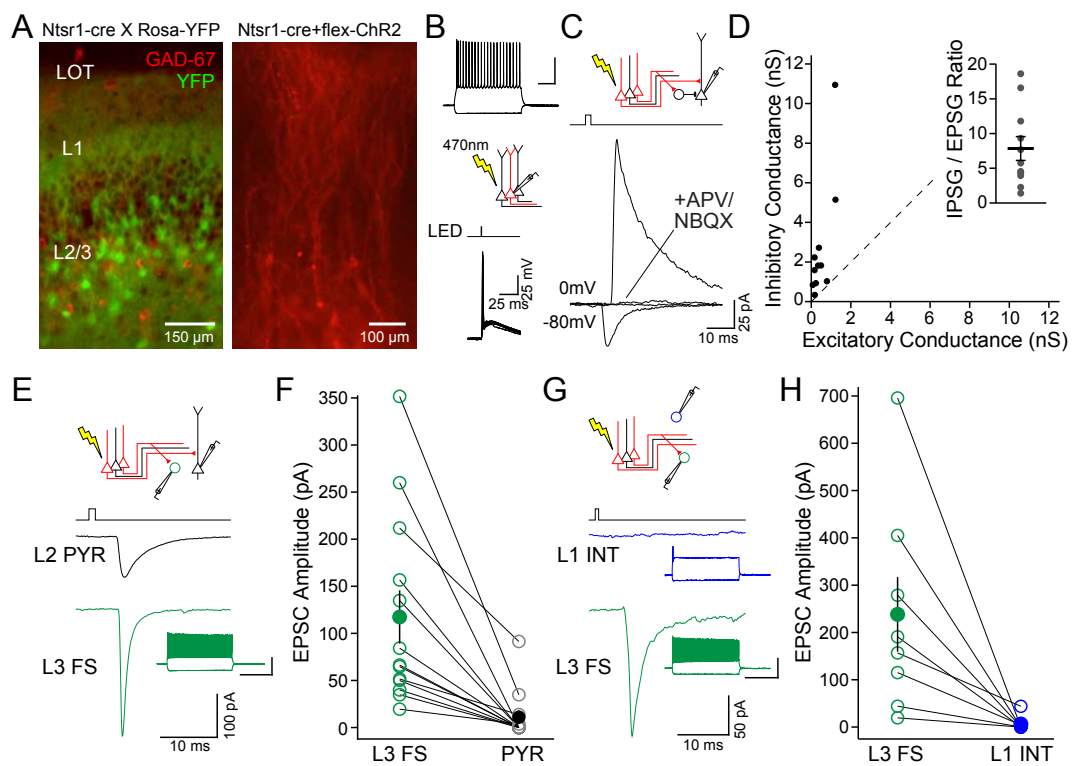 A
Ntsr1-cre X Rosa-YFP
LOT
GAD-67
YFP
L1
L2/3
150 µm
Ntsr1-cre+flex-ChR2
100 µm
B
470nm
LED
25 ms
25 mV
C
+APV/
NBQX
0mV
-80mV
10 ms
25 pA
D
Inhibitory Conductance (nS)
12
10
8
6
4
2
0
0 2 4 6 8 10 12
Excitatory Conductance (nS)
IPSG / EPSG Ratio
20
15
10
5
0
E
L2 PYR
L3 FS
10 ms
100 pA
F
EPSC Amplitude (pA)
350
300
250
200
150
100
50
0
L3 FS PYR
G
L1 INT
L3 FS
10 ms
50 pA
H
EPSC Amplitude (pA)
700
600
500
400
300
200
100
0
L3 FS L1 INT